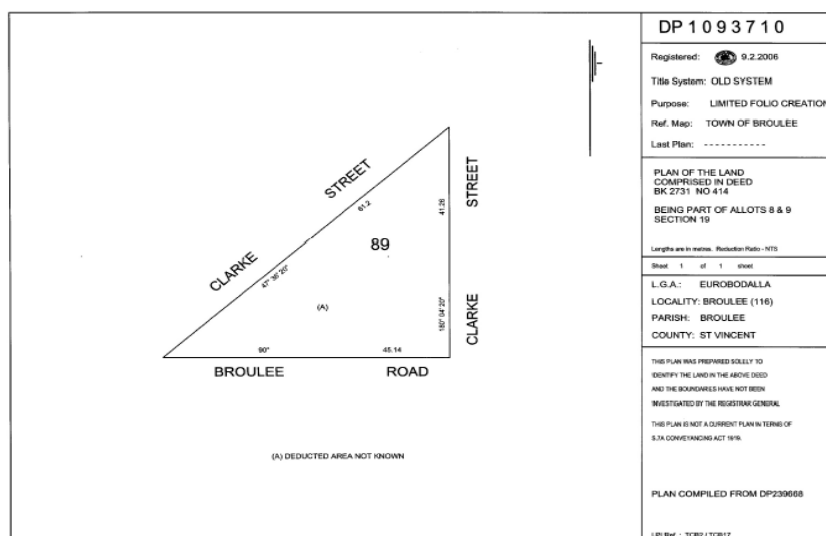 DP 1093710
Registered: 9.2.2006
Title System: OLD SYSTEM
Purpose: LIMITED FOLIO CREATION
Ref. Map: TOWN OF BROULEE
Last Plan: -----------
PLAN OF THE LAND
COMPRISED IN DEED
BK 2731 NO 414
BEING PART OF ALLOTS 8 & 9
SECTION 19
Lengths are in metres. Reduction Ratio - NTS
Sheet 1 of 1 sheet
L.G.A.: EUROBODALLA
LOCALITY: BROULEE (116)
PARISH: BROULEE
COUNTY: ST VINCENT
THIS PLAN WAS PREPARED SOLELY TO
IDENTIFY THE LAND IN THE ABOVE DEED
AND THE BOUNDARIES HAVE NOT BEEN
INVESTIGATED BY THE REGISTRAR GENERAL
THIS PLAN IS NOT A CURRENT PLAN IN TERMS OF
S.7A CONVEYANCING ACT 1919.
PLAN COMPILED FROM DP239668
LPI Ref :
CLARKE STREET
47° 36' 20" 61.2
89
(A)
CLARKE STREET
180° 04' 20" 41.26
90° 45.14
BROULEE ROAD
(A) DEDUCTED AREA NOT KNOWN